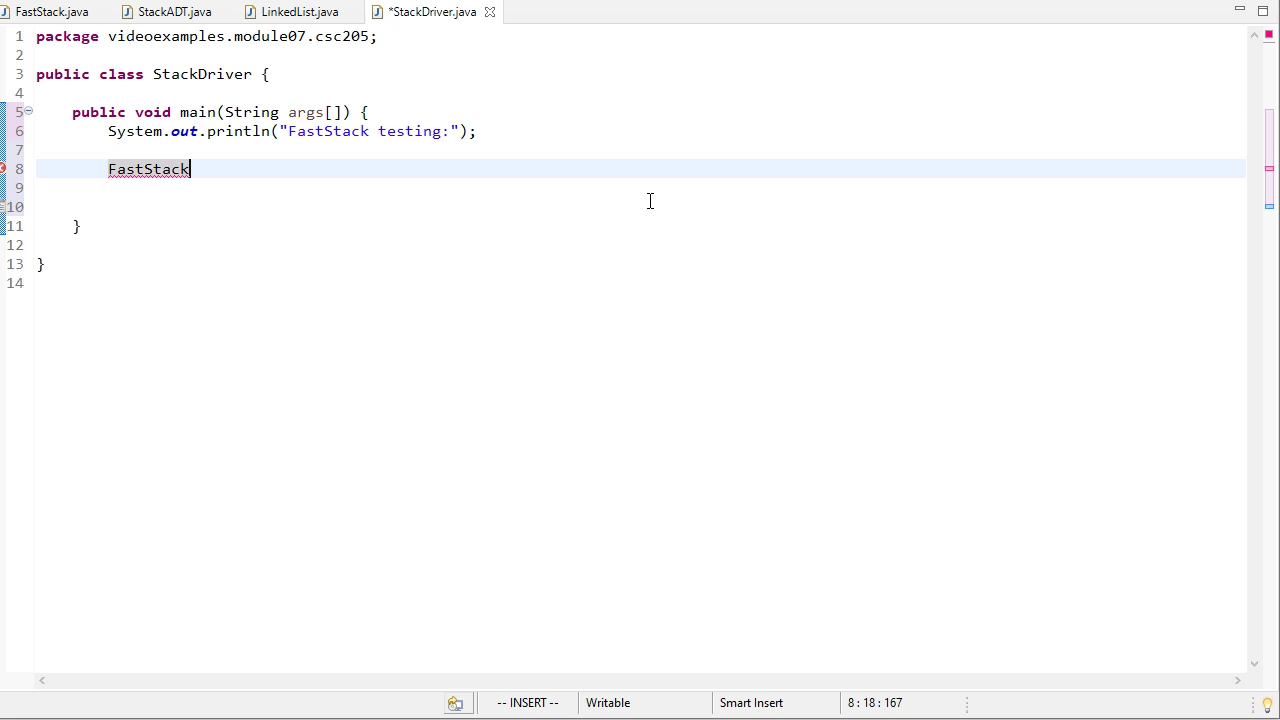 FastStack.java StackADT.java LinkedList.java *StackDriver.java
1 package videoexamples.module07.csc205;
2
3 public class StackDriver {
4
5 public void main(String args[]) {
6 System.out.println("FastStack testing:");
7
8 FastStack
9
10
11 }
12
13 }
14
-- INSERT -- Writable Smart Insert 8 : 18 : 167